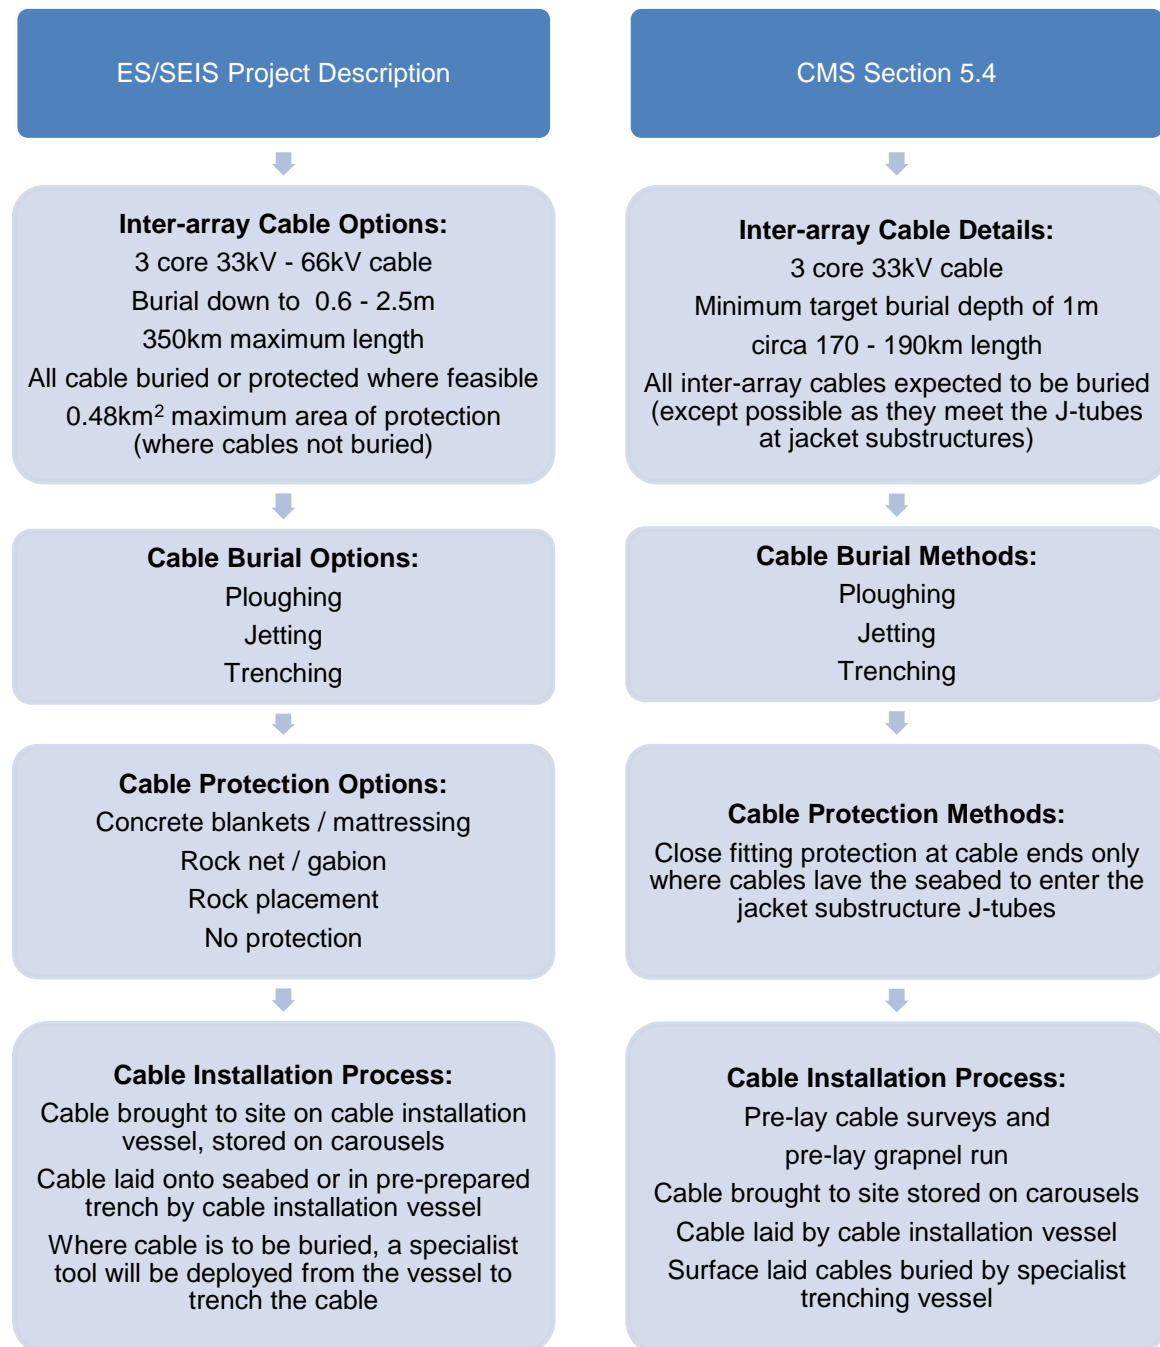 ES/SEIS Project Description
Inter-array Cable Options:
3 core 33kV - 66kV cable
Burial down to 0.6 - 2.5m
350km maximum length
All cable buried or protected where feasible
0.48km² maximum area of protection
(where cables not buried)
Cable Burial Options:
Ploughing
Jetting
Trenching
Cable Protection Options:
Concrete blankets / mattressing
Rock net / gabion
Rock placement
No protection
Cable Installation Process:
Cable brought to site on cable installation
vessel, stored on carousels
Cable laid onto seabed or in pre-prepared
trench by cable installation vessel
Where cable is to be buried, a specialist
tool will be deployed from the vessel to
trench the cable
CMS Section 5.4
Inter-array Cable Details:
3 core 33kV cable
Minimum target burial depth of 1m
circa 170 - 190km length
All inter-array cables expected to be buried
(except possible as they meet the J-tubes
at jacket substructures)
Cable Burial Methods:
Ploughing
Jetting
Trenching
Cable Protection Methods:
Close fitting protection at cable ends only
where cables lave the seabed to enter the
jacket substructure J-tubes
Cable Installation Process:
Pre-lay cable surveys and
pre-lay grapnel run
Cable brought to site stored on carousels
Cable laid by cable installation vessel
Surface laid cables buried by specialist
trenching vessel